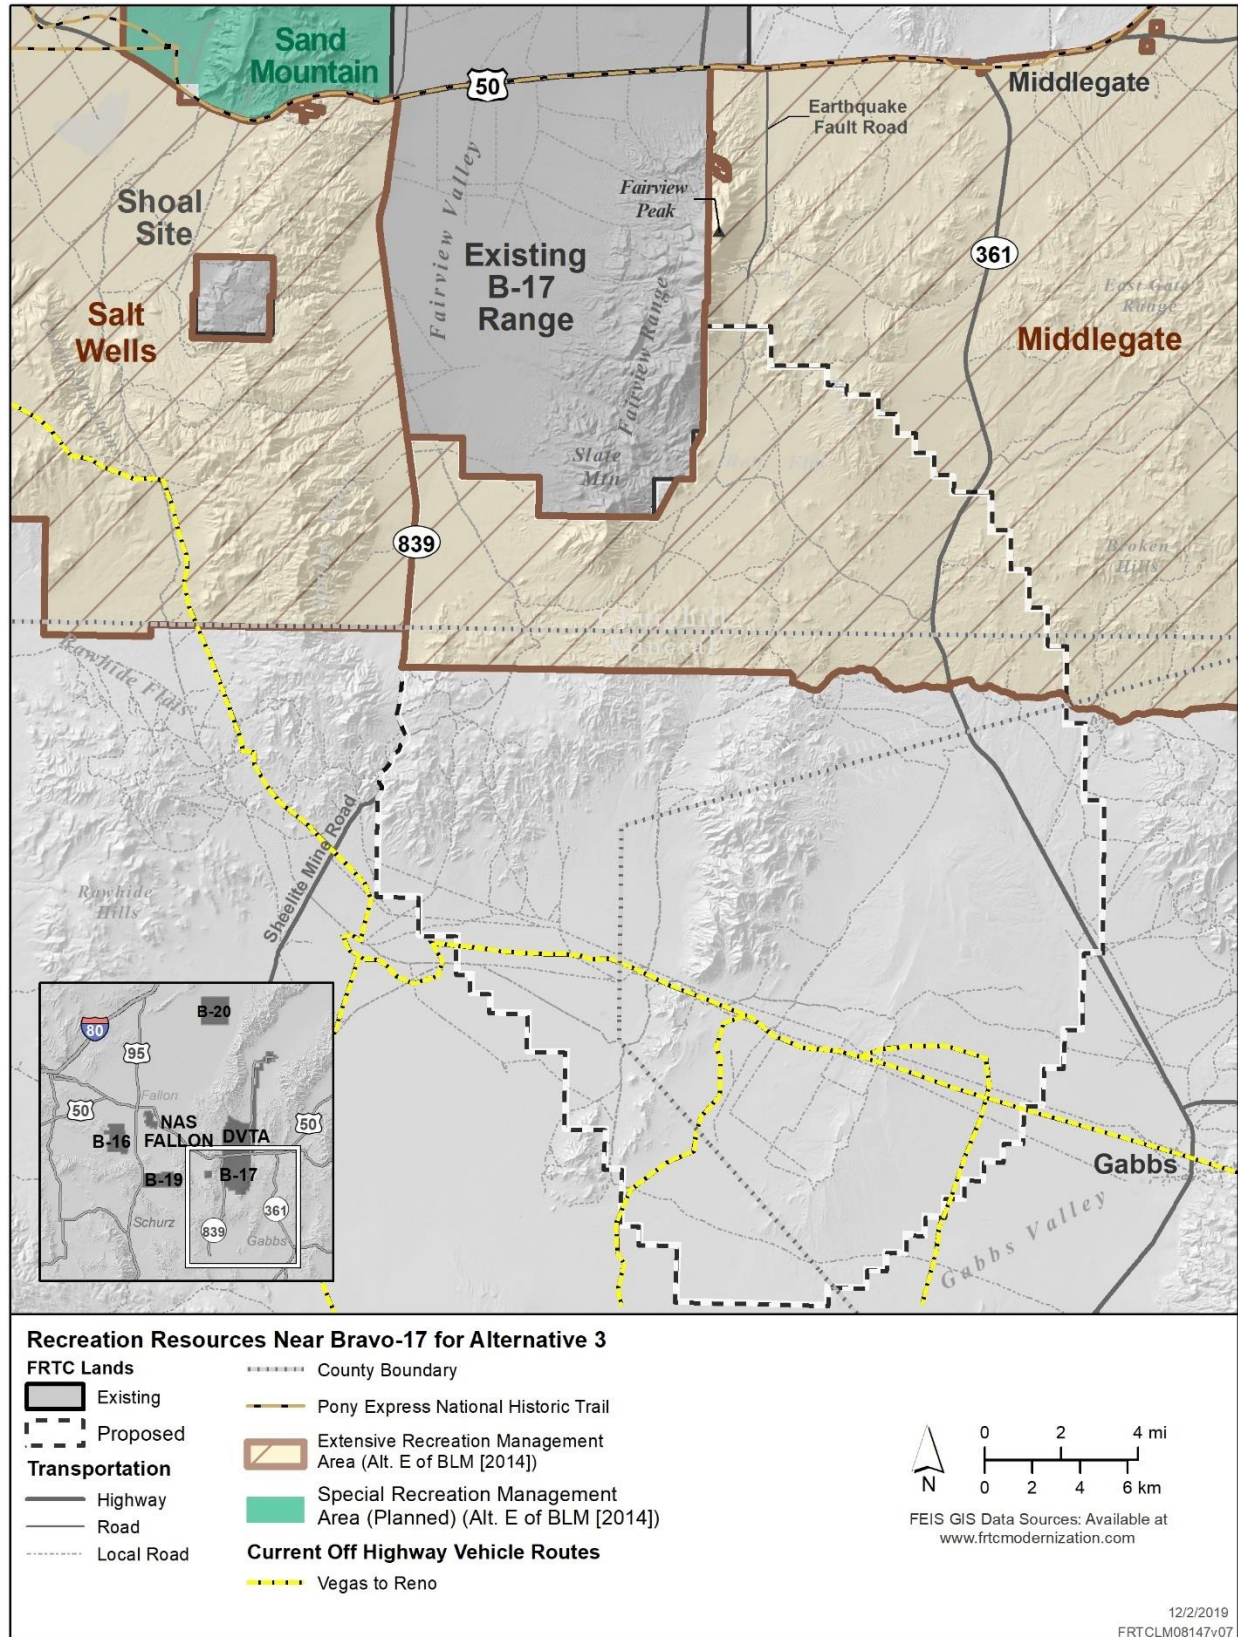 Sand
Mountain
50
Middlegate
Earthquake
Fault Road
Fairview Valley
Fairview
Peak
Shoal
Site
Existing
B-17
Range
361
East Gate
Range
Salt
Wells
Middlegate
Fairview Range
Slate
Mtn
839
Broken
Hills
Churchill
Mineral
Rawhide Flats
Sheelite Mine Road
Rawhide
Hills
Gabbs
Gabbs Valley
B-20
80
95
Fallon
50
NAS
FALLON
DVTA
50
B-16
B-19
B-17
Schurz
839
361
Gabbs
Recreation Resources Near Bravo-17 for Alternative 3
FRTC Lands
Existing
Proposed
Transportation
Highway
Road
Local Road
County Boundary
Pony Express National Historic Trail
Extensive Recreation Management
Area (Alt. E of BLM [2014])
Special Recreation Management
Area (Planned) (Alt. E of BLM [2014])
Current Off Highway Vehicle Routes
Vegas to Reno
N
0 2 4 mi
0 2 4 6 km
FEIS GIS Data Sources: Available at
www.frtcmodernization.com
12/2/2019
FRTCLM08147v07